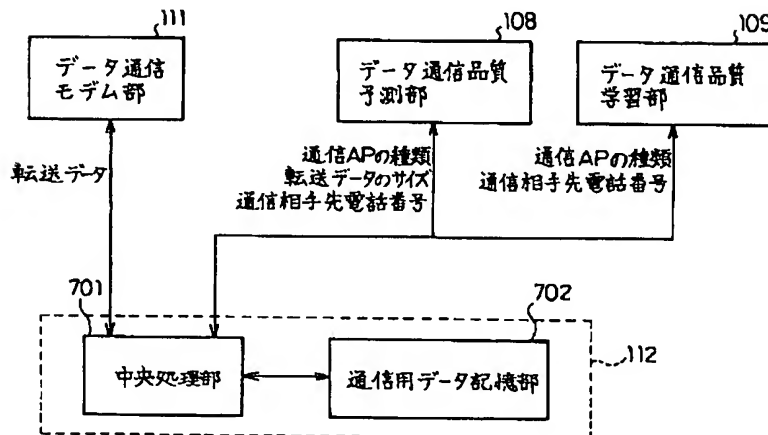 111
データ通信
モデム部
108
データ通信品質
予測部
109
データ通信品質
学習部
転送データ
通信APの種類
転送データのサイズ
通信相手先電話番号
通信APの種類
通信相手先電話番号
701
中央処理部
702
通信用データ記憶部
112